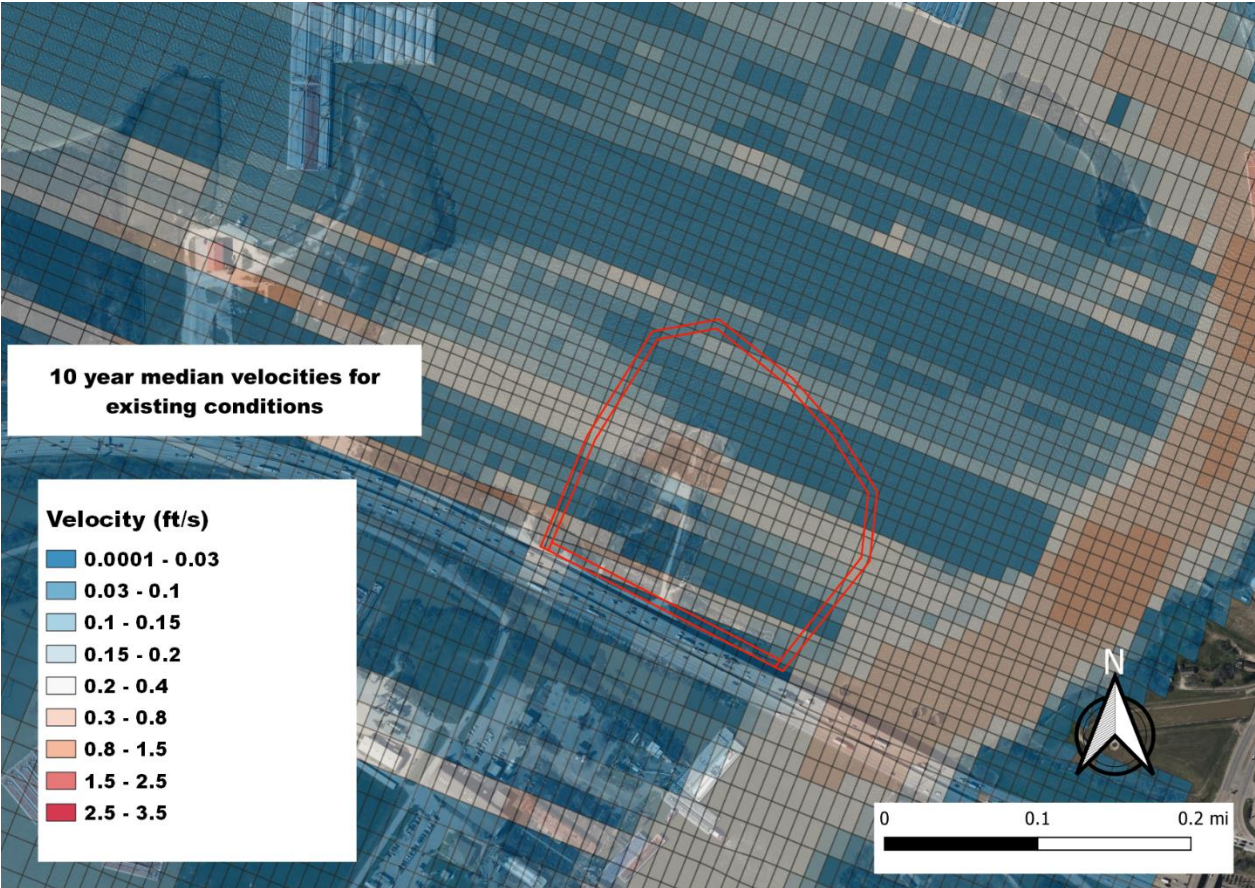 10 year median velocities for
existing conditions
Velocity (ft/s)
0.0001 - 0.03
0.03 - 0.1
0.1 - 0.15
0.15 - 0.2
0.2 - 0.4
0.3 - 0.8
0.8 - 1.5
1.5 - 2.5
2.5 - 3.5
N
0 0.1 0.2 mi